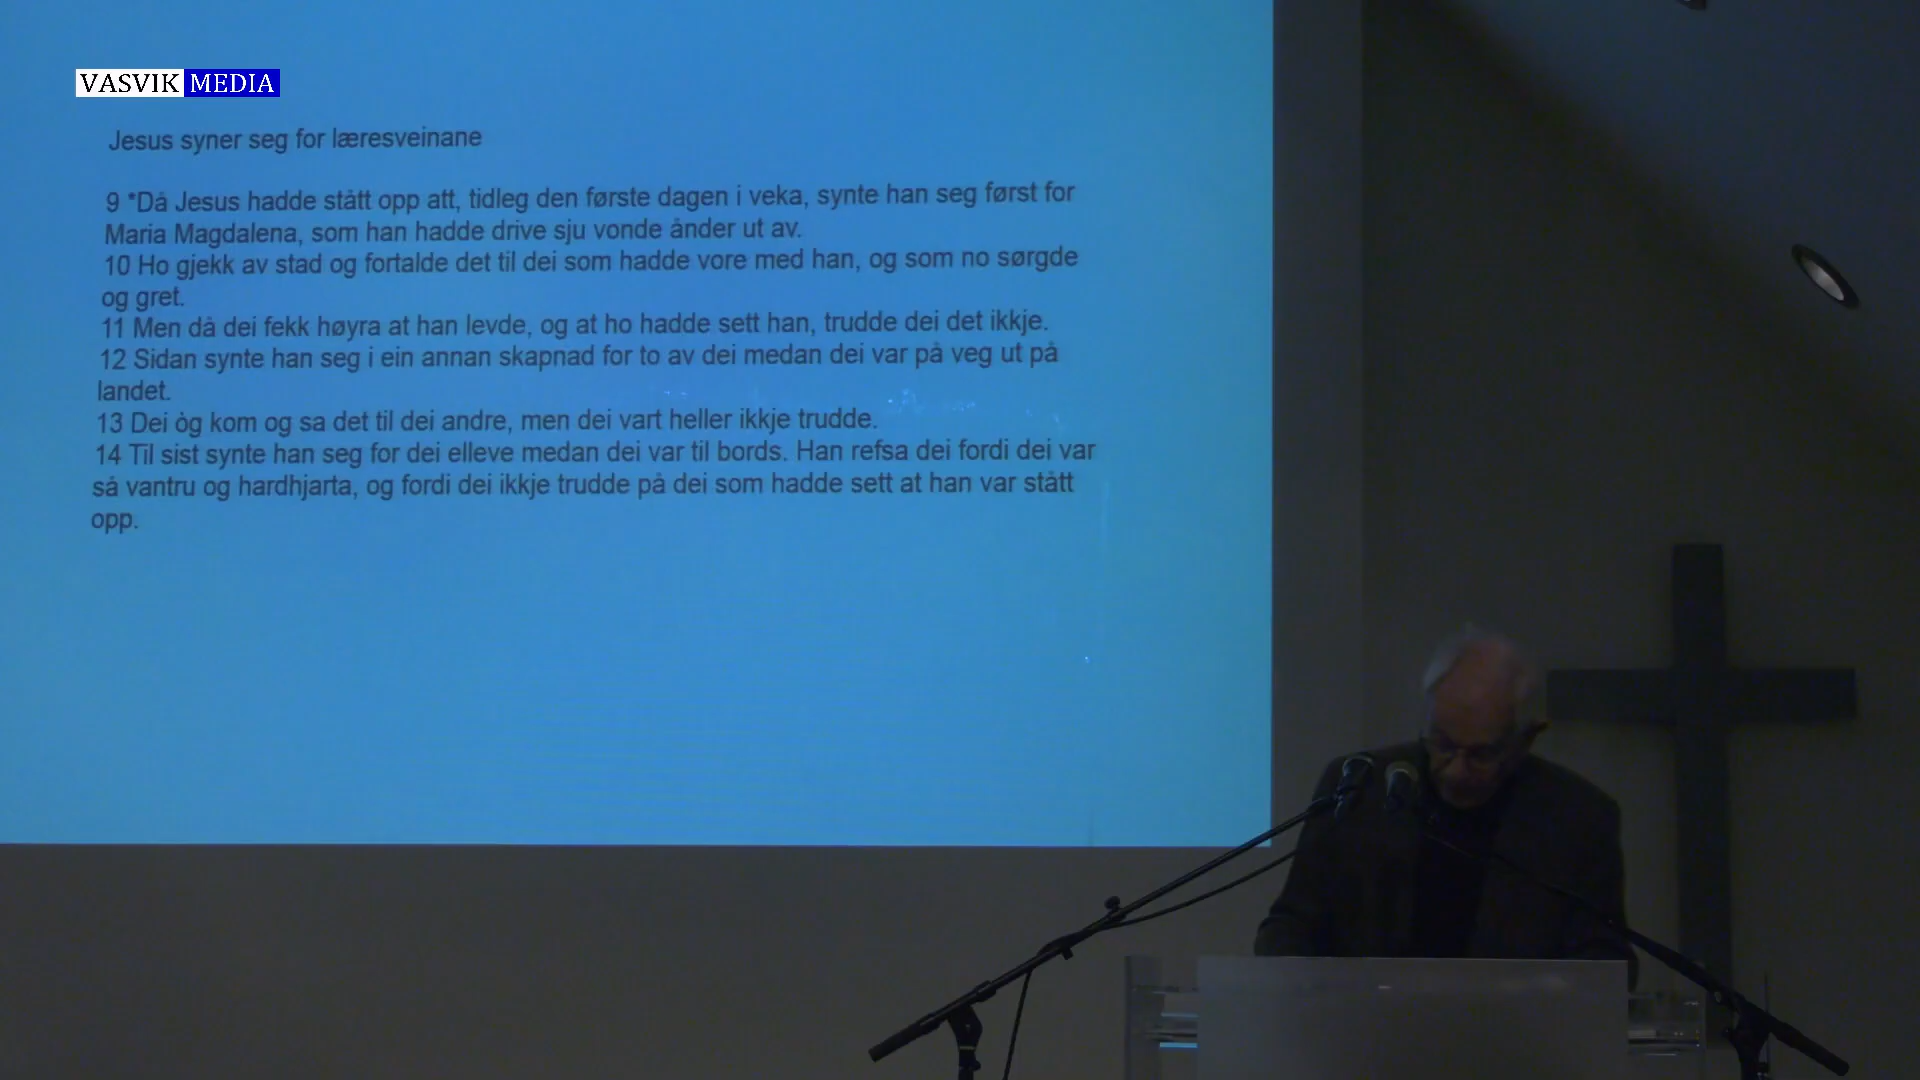 VASVIK MEDIA
Jesus syner seg for læresveinane
9 *Då Jesus hadde stått opp att, tidleg den første dagen i veka, synte han seg først for
Maria Magdalena, som han hadde drive sju vonde ånder ut av.
10 Ho gjekk av stad og fortalde det til dei som hadde vore med han, og som no sørgde
og gret.
11 Men då dei fekk høyra at han levde, og at ho hadde sett han, trudde dei det ikkje.
12 Sidan synte han seg i ein annan skapnad for to av dei medan dei var på veg ut på
landet.
13 Dei òg kom og sa det til dei andre, men dei vart heller ikkje trudde.
14 Til sist synte han seg for dei elleve medan dei var til bords. Han refsa dei fordi dei var
så vantru og hardhjarta, og fordi dei ikkje trudde på dei som hadde sett at han var stått
opp.